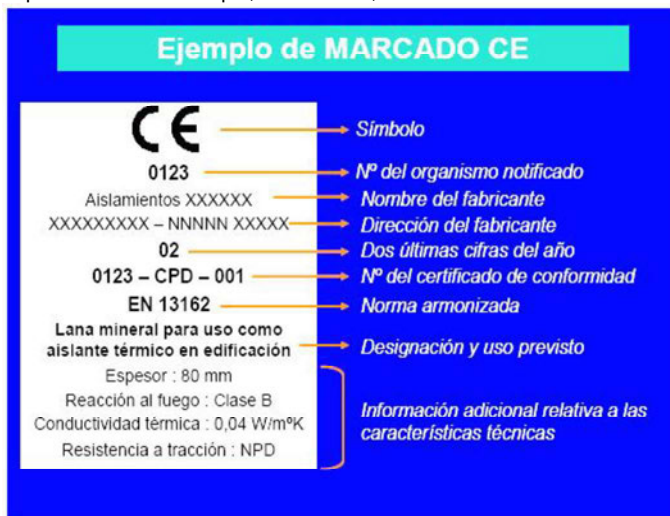 Ejemplo de MARCADO CE
CE
Símbolo
0123
Nº del organismo notificado
Aislamientos XXXXXX
Nombre del fabricante
XXXXXXXXX – NNNNN XXXXX
Dirección del fabricante
02
Dos últimas cifras del año
0123 – CPD – 001
Nº del certificado de conformidad
EN 13162
Norma armonizada
Lana mineral para uso como
aislante térmico en edificación
Designación y uso previsto
Espesor : 80 mm
Reacción al fuego : Clase B
Conductividad térmica : 0,04 W/mºK
Resistencia a tracción : NPD
Información adicional relativa a las
características técnicas